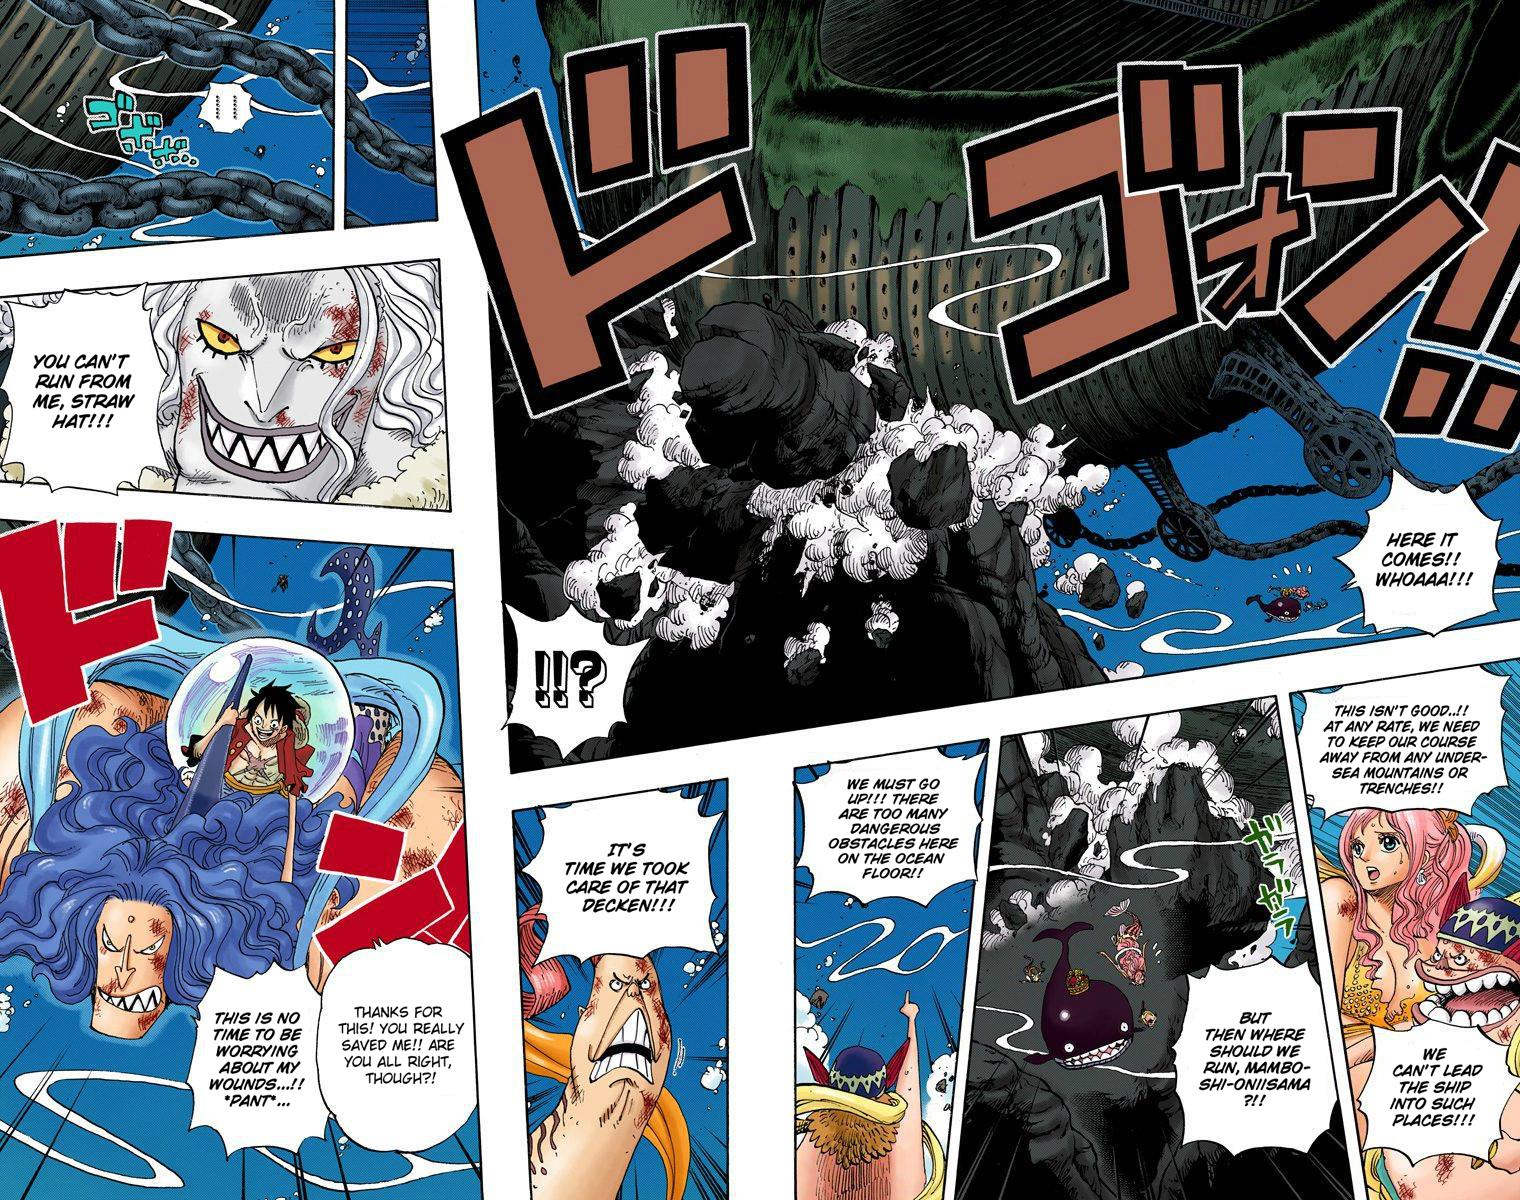 ドゴォン!!
HERE IT
COMES!!
WHOAAA!!!
!!?
THIS ISN'T GOOD..!!
AT ANY RATE, WE NEED
TO KEEP OUR COURSE
AWAY FROM ANY UNDER-
SEA MOUNTAINS OR
TRENCHES!!
WE
CAN'T LEAD
THE SHIP
INTO SUCH
PLACES!!!
ガラ
ガラ
BUT
THEN WHERE
SHOULD WE
RUN, MAMBO-
SHI-ONIISAMA
?!!
WE MUST GO
UP!!! THERE
ARE TOO MANY
DANGEROUS
OBSTACLES HERE
ON THE OCEAN
FLOOR!!
IT'S
TIME WE TOOK
CARE OF THAT
DECKEN!!!
ゴザザ...
YOU CAN'T
RUN FROM
ME, STRAW
HAT!!!
ドン
THANKS FOR
THIS! YOU REALLY
SAVED ME!! ARE
YOU ALL RIGHT,
THOUGH?!
THIS IS NO
TIME TO BE
WORRYING
ABOUT MY
WOUNDS...!!
*PANT*...